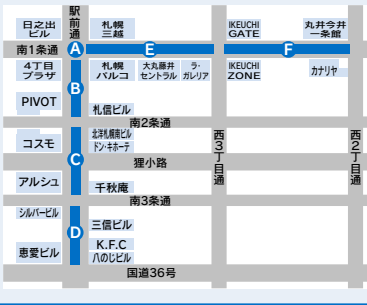 駅前通
日之出
ビル
札幌
三越
IKEUCHI
GATE
丸井今井
一条館
南1条通
A
E
F
4丁目
プラザ
札幌
パルコ
大丸藤井
セントラル
ラ・
ガレリア
IKEUCHI
ZONE
カナリヤ
B
PIVOT
札信ビル
南2条通
コスモ
北洋札幌南ビル
ドン・キホーテ
西3丁目通
西2丁目通
C
狸小路
アルシュ
千秋庵
南3条通
シルバービル
三信ビル
D
恵愛ビル
K.F.C
八のじビル
国道36号